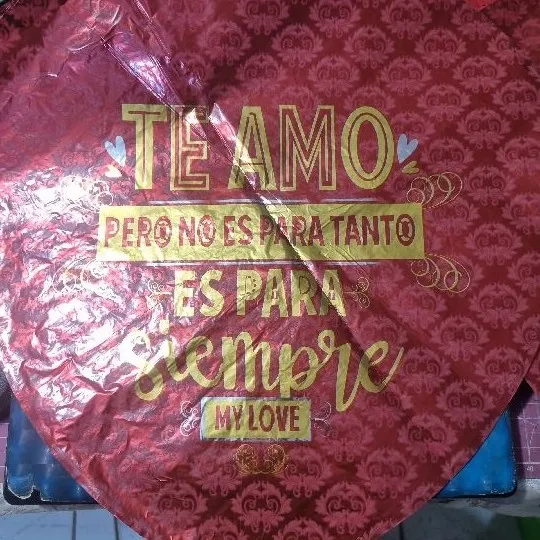 TE AMO
PERO NO ES PARA TANTO
ES PARA
siempre
MY LOVE